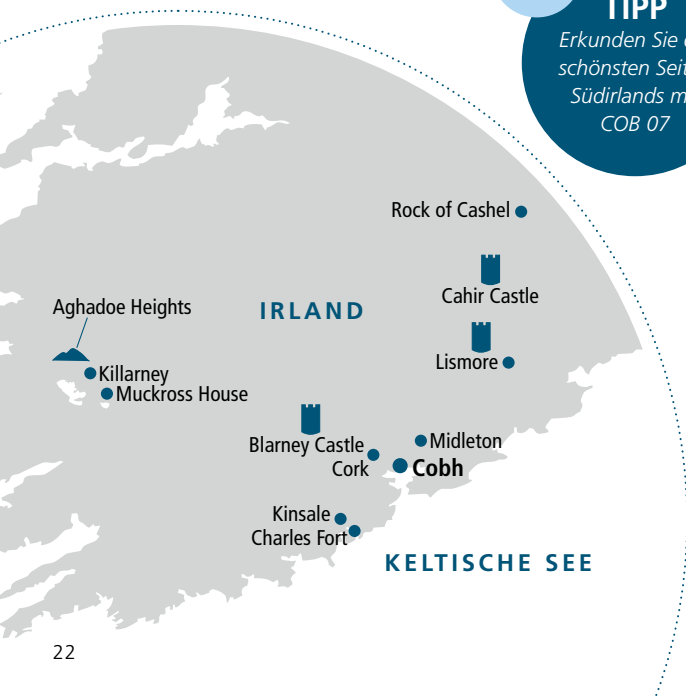 TIPP
Erkunden Sie
schönsten
Südirlands
COB 07
Rock of Cashel
Cahir Castle
Aghadoe Heights
IRLAND
Lismore
Killarney
Muckross House
Blarney Castle
Midleton
Cork
Cobh
Kinsale
Charles Fort
KELTISCHE SEE
22